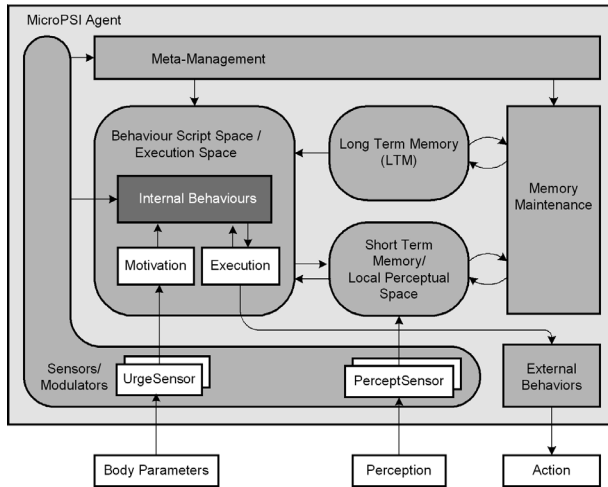 MicroPSI Agent
Meta-Management
Behaviour Script Space /
Execution Space
Long Term Memory
(LTM)
Internal Behaviours
Memory
Maintenance
Motivation
Execution
Short Term
Memory/
Local Perceptual
Space
Sensors/
Modulators
UrgeSensor
PerceptSensor
External
Behaviors
Body Parameters
Perception
Action